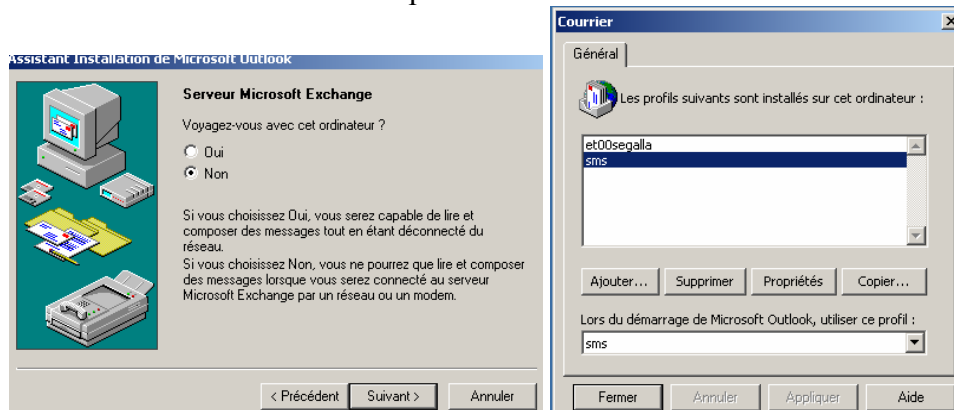 Assistant Installation de Microsoft Outlook
Serveur Microsoft Exchange
Voyagez-vous avec cet ordinateur ?
Oui
Non
Si vous choisissez Oui, vous serez capable de lire et
composer des messages tout en étant déconnecté du
réseau.
Si vous choisissez Non, vous ne pourrez que lire et composer
des messages lorsque vous serez connecté au serveur
Microsoft Exchange par un réseau ou un modem.
< Précédent
Suivant >
Annuler
Courrier
Général
Les profils suivants sont installés sur cet ordinateur :
et00segalla
sms
Ajouter...
Supprimer
Propriétés
Copier...
Lors du démarrage de Microsoft Outlook, utiliser ce profil :
sms
Fermer
Annuler
Appliquer
Aide